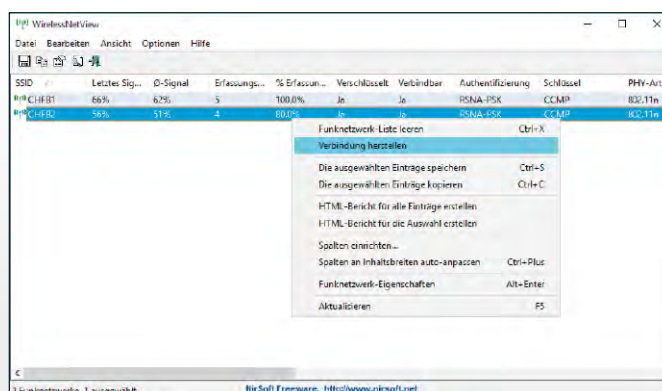 WirelessNetView
Datei Bearbeiten Ansicht Optionen Hilfe
SSID Letztes Sig... Ø-Signal Erfassungs... % Erfassun... Verschlüsselt Verbindbar Authentifizierung Schlüssel PHY-Art
CHFB1 66% 62% 5 100,0% Ja Ja RSNA-PSK CCMP 802.11n
CHFB2 56% 51% 4 80,0% Ja Ja RSNA-PSK CCMP 802.11n
Funknetzwerk-Liste leeren Ctrl+X
Verbindung herstellen
Die ausgewählten Einträge speichern Ctrl+S
Die ausgewählten Einträge kopieren Ctrl+C
HTML-Bericht für alle Einträge erstellen
HTML-Bericht für die Auswahl erstellen
Spalten einrichten...
Spalten an Inhaltsbreiten auto-anpassen Ctrl+Plus
Funknetzwerk-Eigenschaften Alt+Enter
Aktualisieren F5
2 Funknetzwerke, 1 ausgewählt NirSoft Freeware. http://www.nirsoft.net